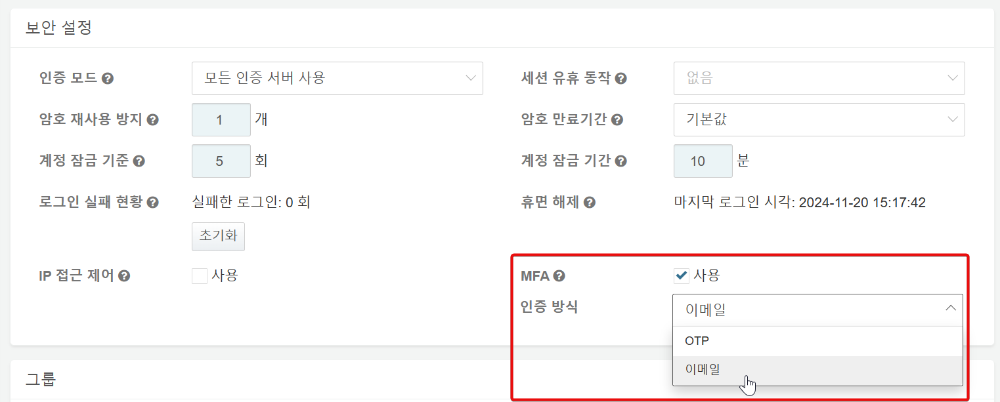 보안 설정
인증 모드 모든 인증 서버 사용 세션 유휴 동작 없음
암호 재사용 방지 1 개 암호 만료기간 기본값
계정 잠금 기준 5 회 계정 잠금 기간 10 분
로그인 실패 현황 실패한 로그인: 0 회 휴면 해제 마지막 로그인 시각: 2024-11-20 15:17:42
초기화
IP 접근 제어 사용 MFA 사용
인증 방식 이메일
OTP
이메일
그룹